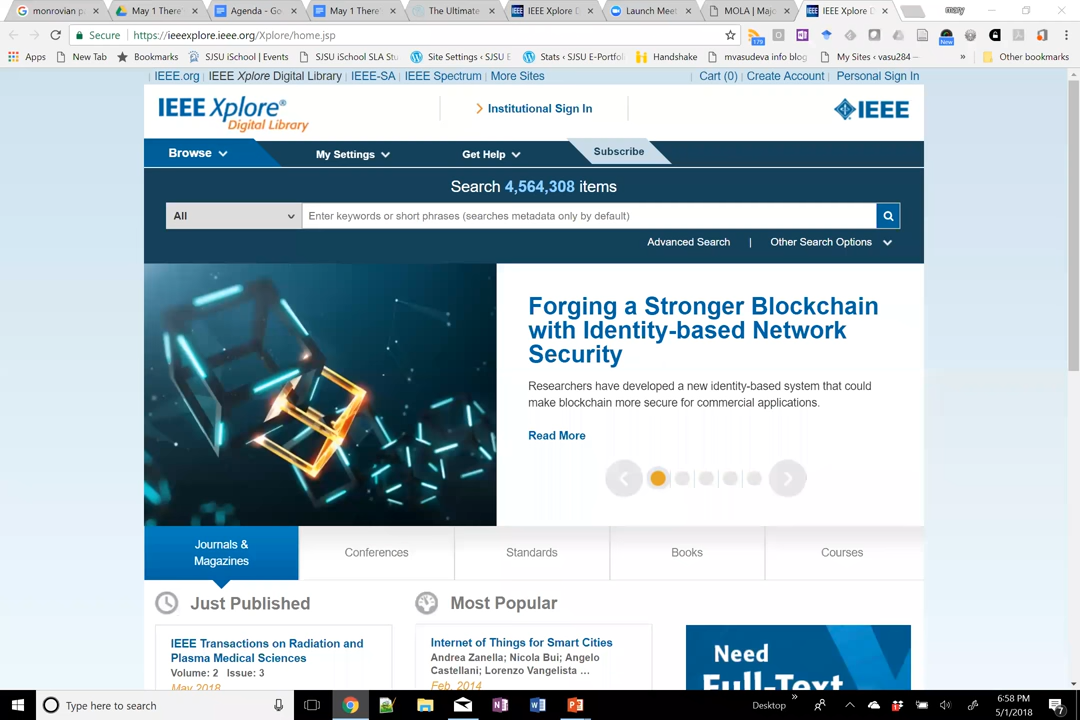 monrovian p
May 1 There
Agenda - Go
May 1 There
The Ultimate
IEEE Xplore D
Launch Meet
MOLA | Majo
IEEE Xplore D
mary
Secure
https://ieeexplore.ieee.org/Xplore/home.jsp
179
New
Apps
New Tab
Bookmarks
SJSU iSchool | Events
SJSU iSchool SLA Stu
Site Settings ‹ SJSU E
Stats ‹ SJSU E-Portfol
Handshake
mvasudeva info blog
My Sites ‹ vasu284 —
»
Other bookmarks
IEEE.org | IEEE Xplore Digital Library | IEEE-SA | IEEE Spectrum | More Sites
Cart (0) | Create Account | Personal Sign In
IEEE Xplore®
Digital Library
Institutional Sign In
IEEE
Browse
My Settings
Get Help
Subscribe
Search 4,564,308 items
All
Enter keywords or short phrases (searches metadata only by default)
Advanced Search | Other Search Options
Forging a Stronger Blockchain
with Identity-based Network
Security
Researchers have developed a new identity-based system that could
make blockchain more secure for commercial applications.
Read More
Journals &
Magazines
Conferences
Standards
Books
Courses
Just Published
Most Popular
IEEE Transactions on Radiation and
Plasma Medical Sciences
Volume: 2 Issue: 3
May 2018
Internet of Things for Smart Cities
Andrea Zanella; Nicola Bui; Angelo
Castellani; Lorenzo Vangelista ...
Feb. 2014
Need
Full-Text
Type here to search
Desktop
»
6:58 PM
5/1/2018
7